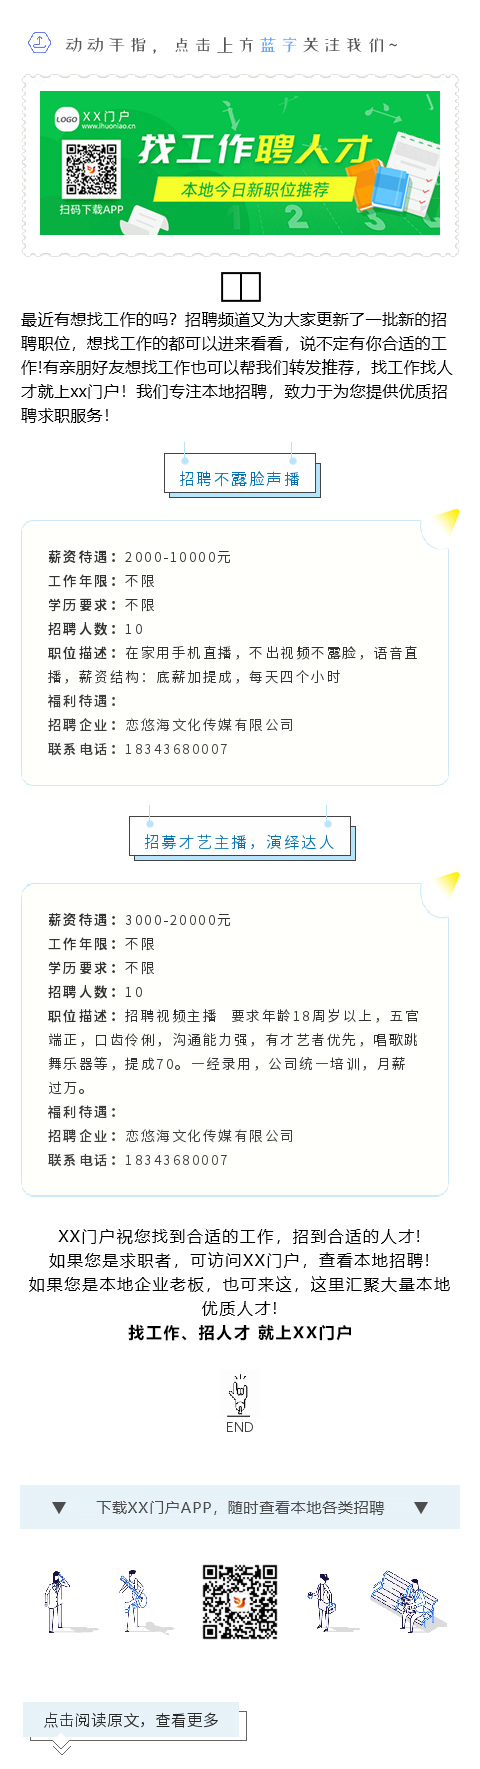 动动手指，点击上方蓝字关注我们~
LOGO
XX门户
www.ihuoniao.cn
扫码下载APP
找工作聘人才
本地今日新职位推荐
最近有想找工作的吗？招聘频道又为大家更新了一批新的招
聘职位，想找工作的都可以进来看看，说不定有你合适的工
作!有亲朋好友想找工作也可以帮我们转发推荐，找工作找人
才就上xx门户！我们专注本地招聘，致力于为您提供优质招
聘求职服务！
招聘不露脸声播
薪资待遇：2000-10000元
工作年限：不限
学历要求：不限
招聘人数：10
职位描述：在家用手机直播，不出视频不露脸，语音直
播，薪资结构：底薪加提成，每天四个小时
福利待遇：
招聘企业：恋悠海文化传媒有限公司
联系电话：18343680007
招募才艺主播，演绎达人
薪资待遇：3000-20000元
工作年限：不限
学历要求：不限
招聘人数：10
职位描述：招聘视频主播  要求年龄18周岁以上，五官
端正，口齿伶俐，沟通能力强，有才艺者优先，唱歌跳
舞乐器等，提成70。一经录用，公司统一培训，月薪
过万。
福利待遇：
招聘企业：恋悠海文化传媒有限公司
联系电话：18343680007
XX门户祝您找到合适的工作，招到合适的人才！
如果您是求职者，可访问XX门户，查看本地招聘！
如果您是本地企业老板，也可来这，这里汇聚大量本地
优质人才！
找工作、招人才 就上XX门户
END
▼ 下载XX门户APP，随时查看本地各类招聘 ▼
点击阅读原文，查看更多